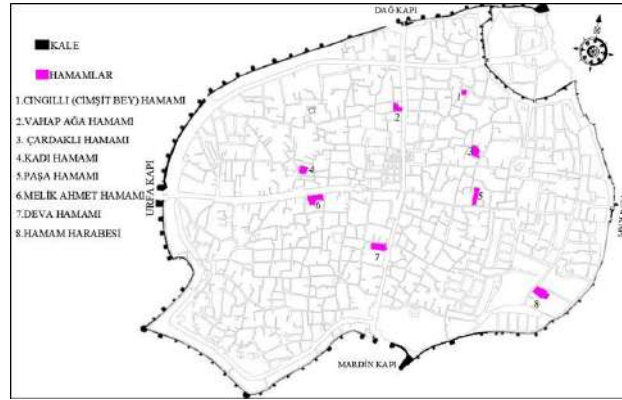 DAĞ KAPI
KALE
HAMAMLAR
1.CINGILLI (CİMŞİT BEY) HAMAMI
2.VAHAP AĞA HAMAMI
3. ÇARDAKLI HAMAMI
4.KADI HAMAMI
5.PAŞA HAMAMI
6.MELİK AHMET HAMAMI
7.DEVA HAMAMI
8.HAMAM HARABESİ
URFA KAPI
1
2
3
4
5
6
7
8
MARDİN KAPI